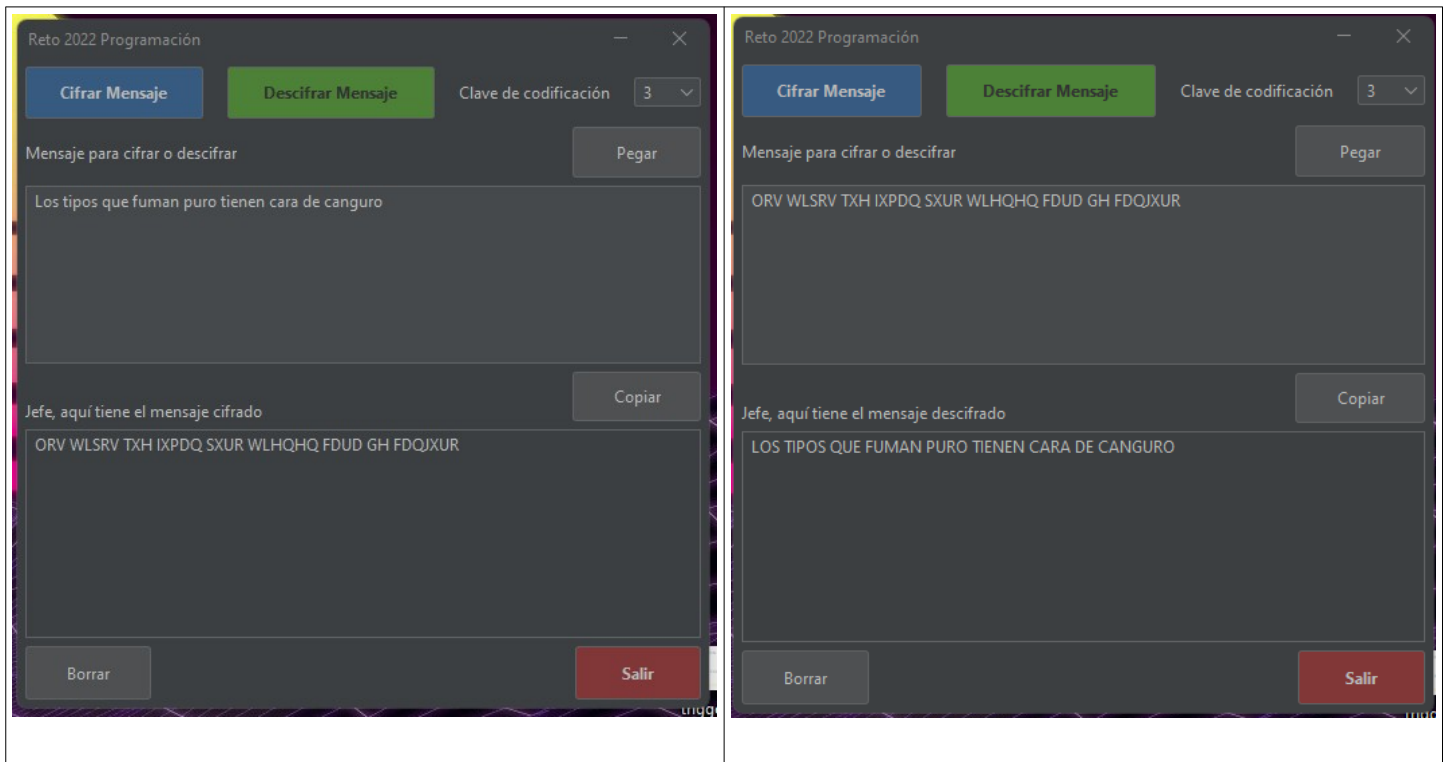 Reto 2022 Programación
Cifrar Mensaje
Descifrar Mensaje
Clave de codificación
3
Mensaje para cifrar o descifrar
Pegar
Los tipos que fuman puro tienen cara de canguro
Copiar
Jefe, aquí tiene el mensaje cifrado
ORV WLSRV TXH IXPDQ SXUR WLHQHQ FDUD GH FDQJXUR
Borrar
Salir
Reto 2022 Programación
Cifrar Mensaje
Descifrar Mensaje
Clave de codificación
3
Mensaje para cifrar o descifrar
Pegar
ORV WLSRV TXH IXPDQ SXUR WLHQHQ FDUD GH FDQJXUR
Copiar
Jefe, aquí tiene el mensaje descifrado
LOS TIPOS QUE FUMAN PURO TIENEN CARA DE CANGURO
Borrar
Salir